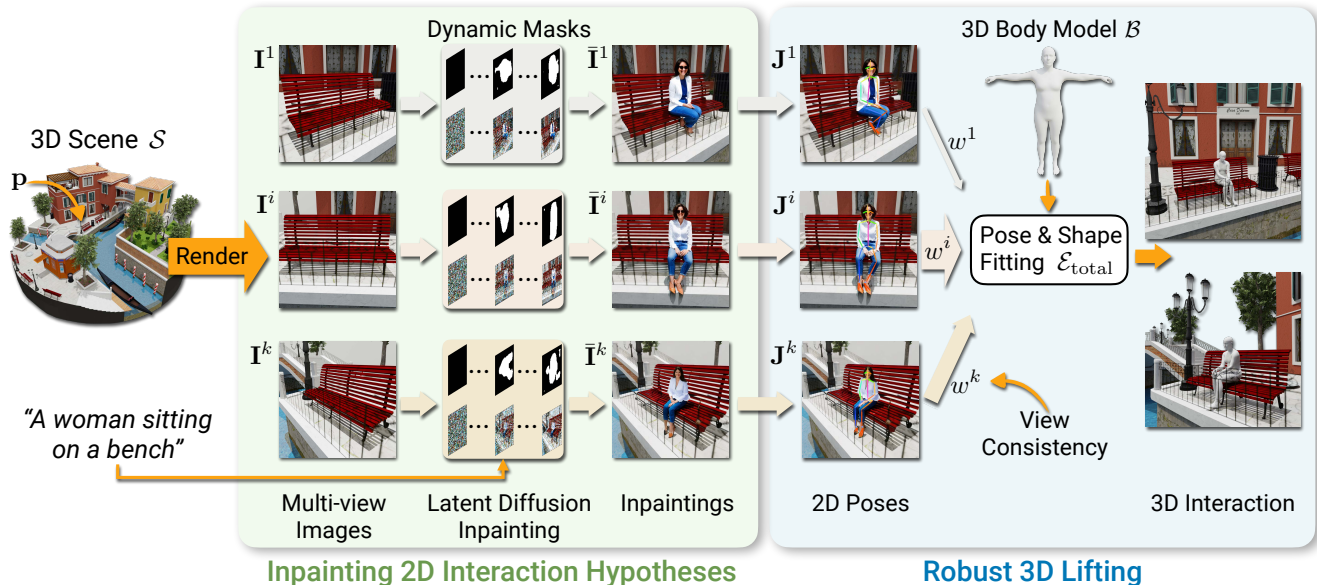 Dynamic Masks
3D Body Model ℬ
𝐈¹
𝐈̄¹
𝐉¹
w¹
3D Scene 𝒮
𝐩
𝐈ⁱ
𝐈̄ⁱ
𝐉ⁱ
wⁱ
Render
Pose & Shape
Fitting ℰ_total
𝐈ᵏ
𝐈̄ᵏ
𝐉ᵏ
wᵏ
“A woman sitting
on a bench”
View
Consistency
Multi-view
Images
Latent Diffusion
Inpainting
Inpaintings
2D Poses
3D Interaction
Inpainting 2D Interaction Hypotheses
Robust 3D Lifting